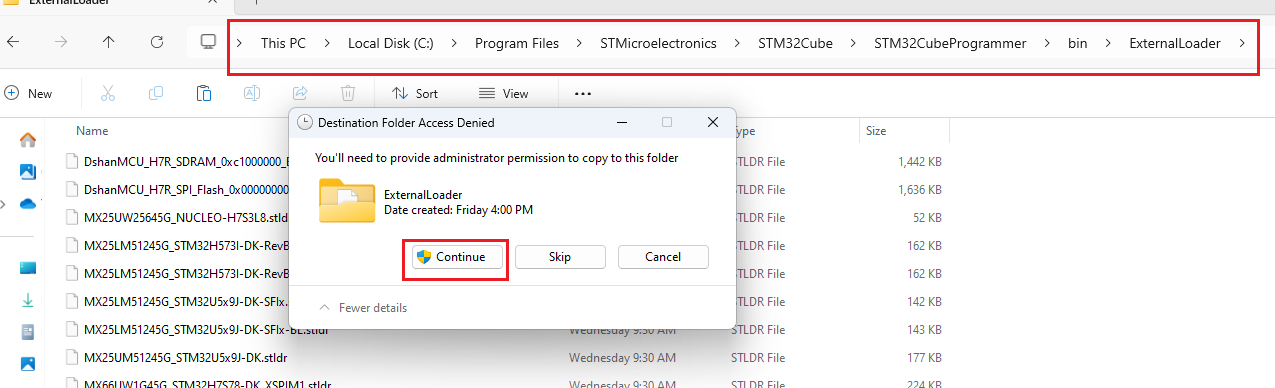 ExternalLoader
This PC > Local Disk (C:) > Program Files > STMicroelectronics > STM32Cube > STM32CubeProgrammer > bin > ExternalLoader >
New Sort View ...
Name Type Size
Destination Folder Access Denied
You'll need to provide administrator permission to copy to this folder
ExternalLoader
Date created: Friday 4:00 PM
Continue Skip Cancel
Fewer details
DshanMCU_H7R_SDRAM_0xc1000000_ STLDR File 1,442 KB
DshanMCU_H7R_SPI_Flash_0x00000000 STLDR File 1,636 KB
MX25UW25645G_NUCLEO-H7S3L8.stld STLDR File 52 KB
MX25LM51245G_STM32H573I-DK-RevB STLDR File 162 KB
MX25LM51245G_STM32H573I-DK-RevB STLDR File 162 KB
MX25LM51245G_STM32U5x9J-DK-SFIx. STLDR File 142 KB
MX25LM51245G_STM32U5x9J-DK-SFIx-BL.stldr Wednesday 9:30 AM STLDR File 143 KB
MX25UM51245G_STM32U5x9J-DK.stldr Wednesday 9:30 AM STLDR File 177 KB
MX66UW1G45G_STM32H7S78-DK_XSPIM1.stldr Wednesday 9:30 AM STLDR File 224 KB